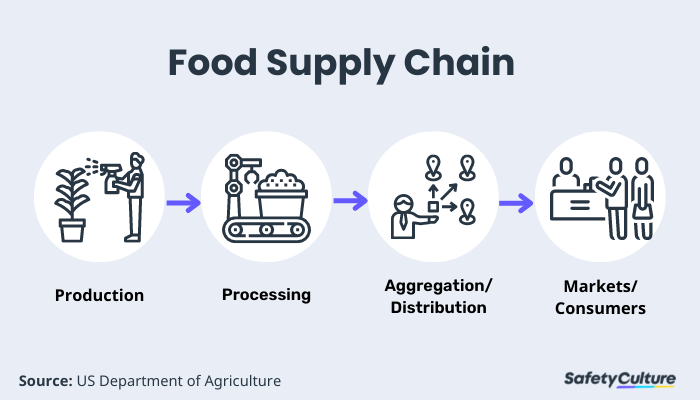 Food Supply Chain
Production
Processing
Aggregation/
Distribution
Markets/
Consumers
Source: US Department of Agriculture
SafetyCulture